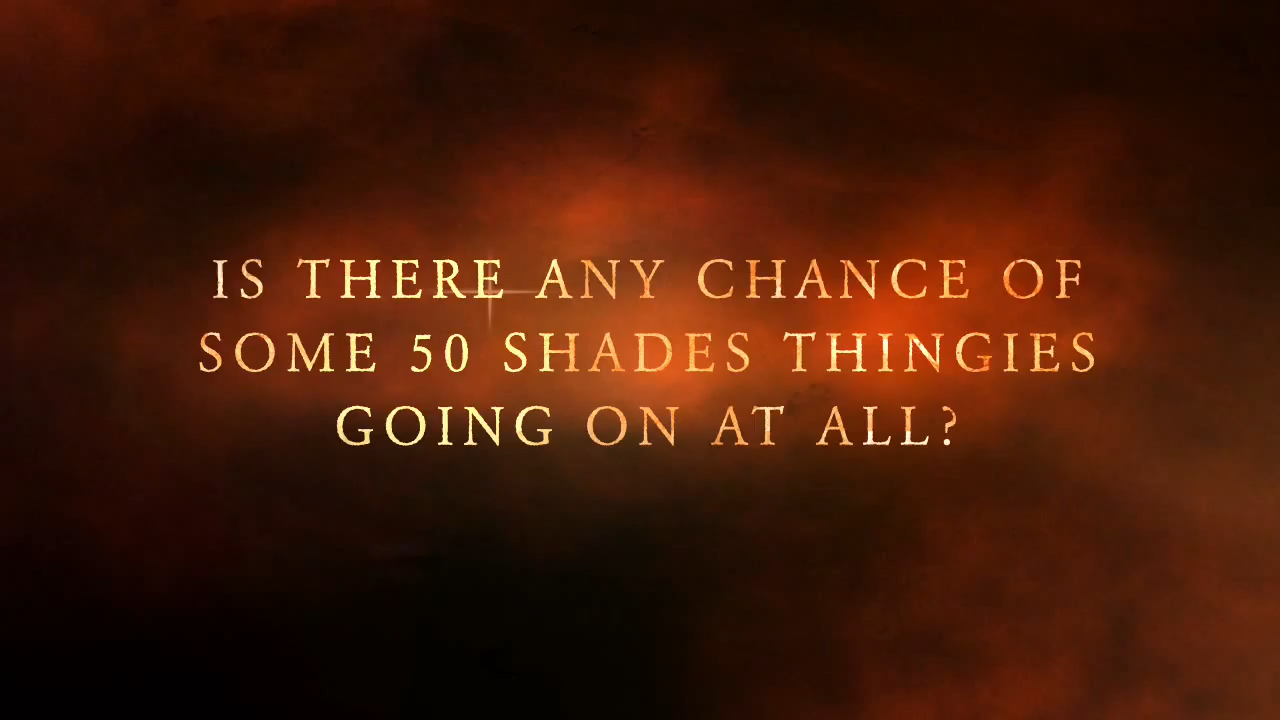 IS THERE ANY CHANCE OF
SOME 50 SHADES THINGIES
GOING ON AT ALL?